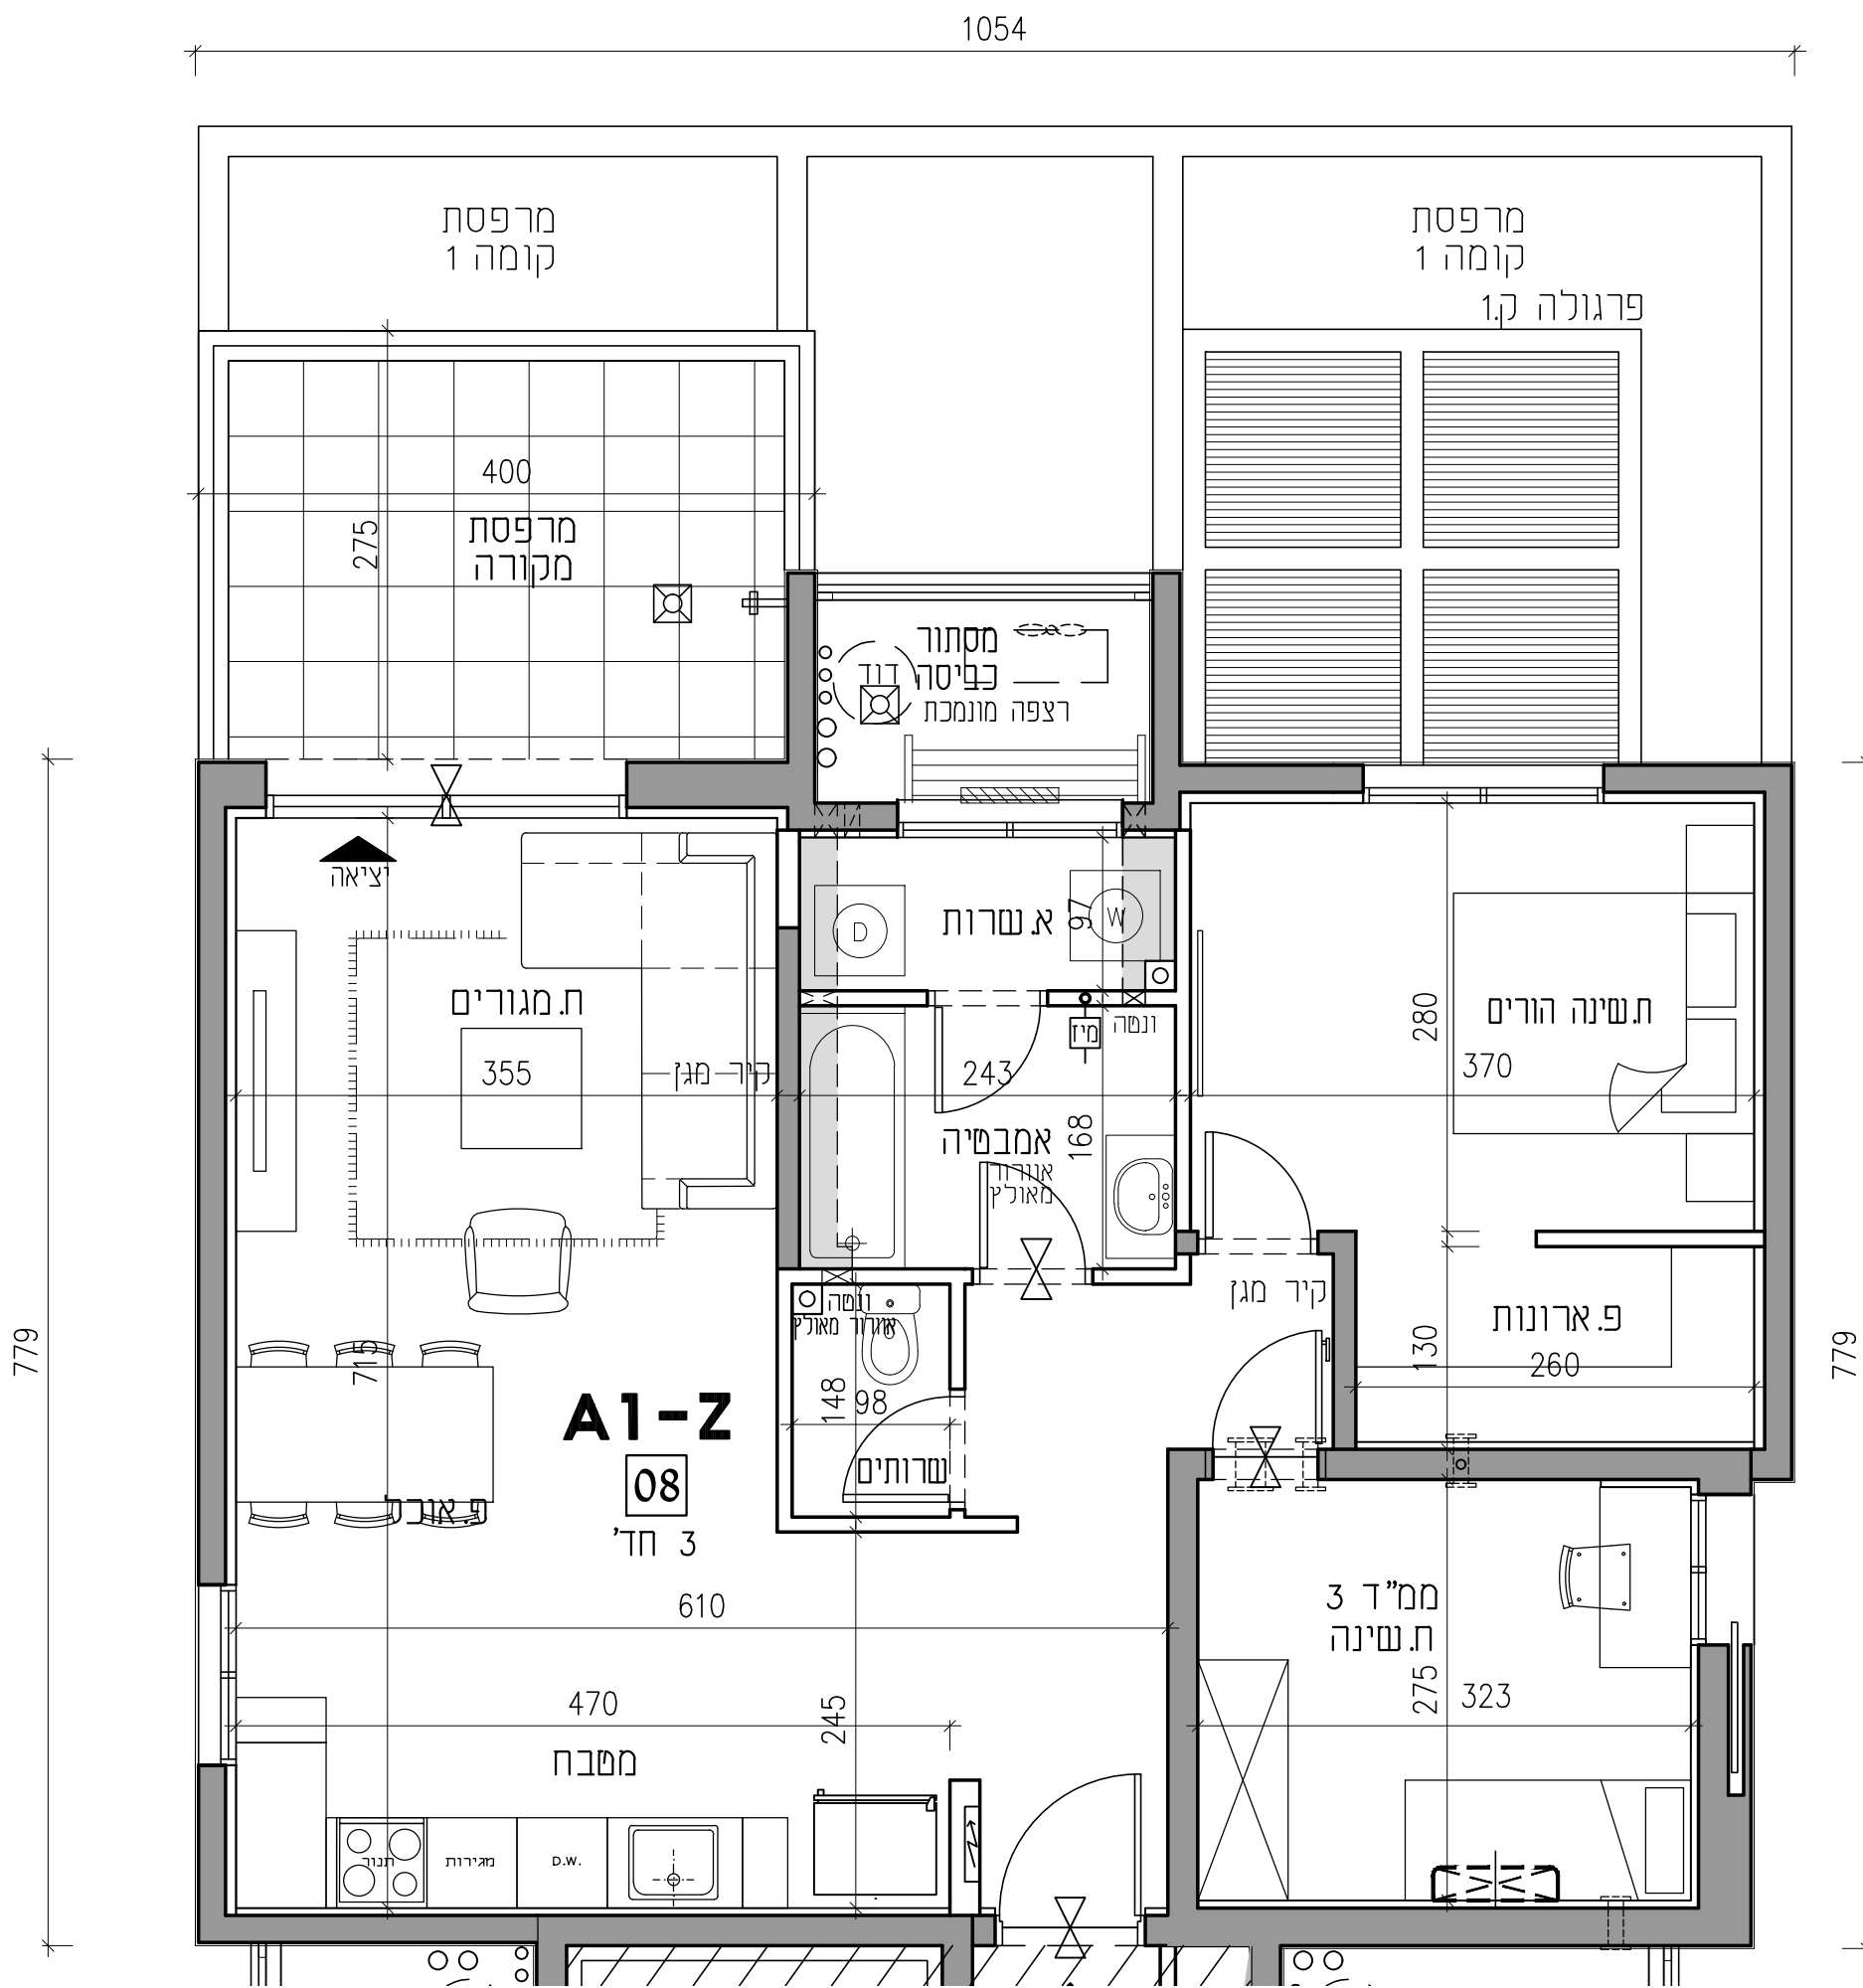 1054
מרפסת
קומה 1
מרפסת
קומה 1
פרגולה ק.1
400
275
מרפסת
מקורה
מסתור
כביסה
דוד
רצפה מונמכת
יציאה
D
א.שרות
97
W
ח.מגורים
355
קיר מגן
243
מיז
ונטה
280
ח.שינה הורים
370
אמבטיה
אוורור
מאולץ
168
ונטה
אוורור מאולץ
קיר מגן
פ.ארונות
130
260
779
779
715
148
98
שרותים
A1-Z
08
3 חד'
פ.אוכל
610
ממ"ד 3
ח.שינה
275
323
470
245
מטבח
תנור
מגירות
D.W.